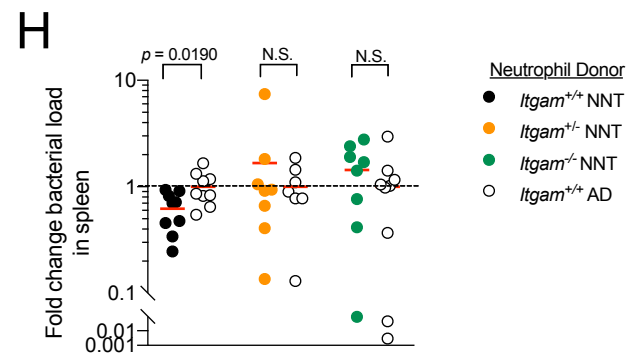 H
p = 0.0190
N.S.
N.S.
Fold change bacterial load
in spleen
10
1
0.1
0.01
0.001
Neutrophil Donor
Itgam+/+ NNT
Itgam+/- NNT
Itgam-/- NNT
Itgam+/+ AD